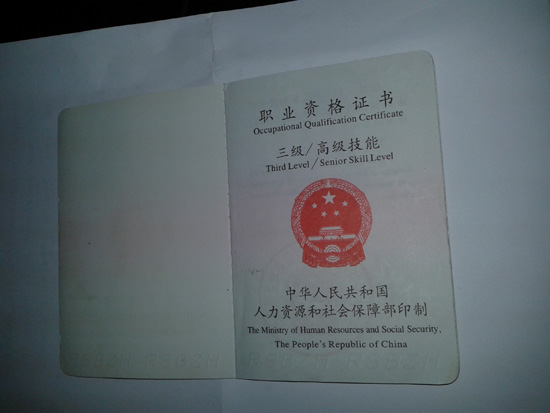 职业资格证书
Occupational Qualification Certificate
三级/高级技能
Third Level/Senior Skill Level
中华人民共和国
人力资源和社会保障部印制
The Ministry of Human Resources and Social Security,
The People's Republic of China